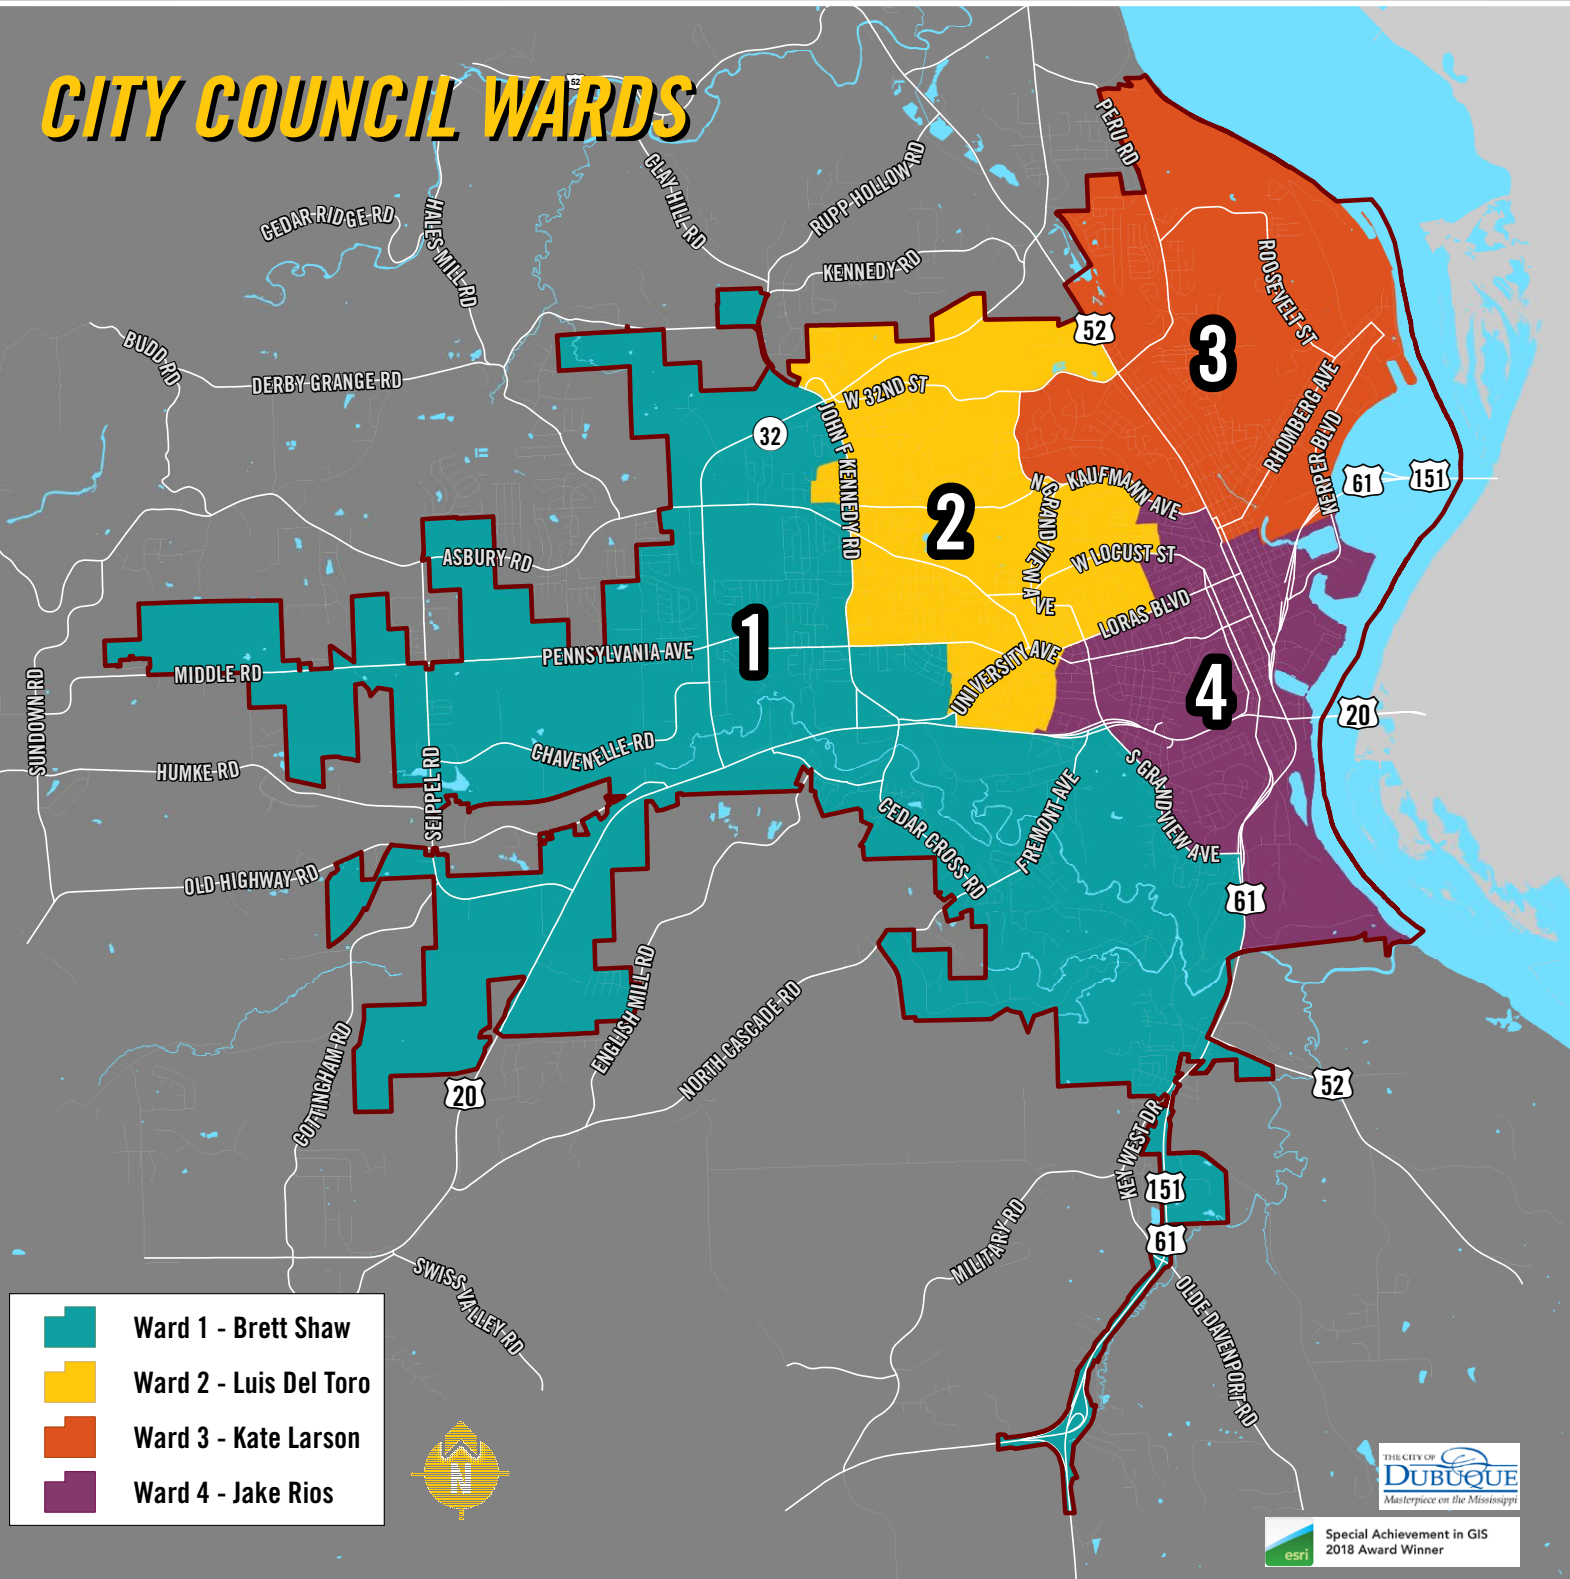 CITY COUNCIL WARDS
52
PERU RD
CLAY HILL RD
RUPP HOLLOW RD
CEDAR RIDGE RD
HALES MILL RD
KENNEDY RD
ROOSEVELT ST
BUDD RD
DERBY GRANGE RD
52
3
W 32ND ST
RHOMBERG AVE
JOHN F KENNEDY RD
32
KERPER BLVD
61
151
N GRANDVIEW AVE
KAUFMANN AVE
2
ASBURY RD
W LOCUST ST
LORAS BLVD
1
PENNSYLVANIA AVE
UNIVERSITY AVE
MIDDLE RD
4
SUNDOWN RD
20
CHAVENELLE RD
HUMKE RD
SEIPPEL RD
S GRANDVIEW AVE
FREMONT AVE
CEDAR CROSS RD
OLD HIGHWAY RD
61
ENGLISH MILL RD
NORTH CASCADE RD
COTTINGHAM RD
20
52
KEY WEST DR
151
61
MILITARY RD
SWISS VALLEY RD
OLDE DAVENPORT RD
Ward 1 - Brett Shaw
Ward 2 - Luis Del Toro
Ward 3 - Kate Larson
Ward 4 - Jake Rios
N
THE CITY OF
DUBUQUE
Masterpiece on the Mississippi
esri
Special Achievement in GIS
2018 Award Winner